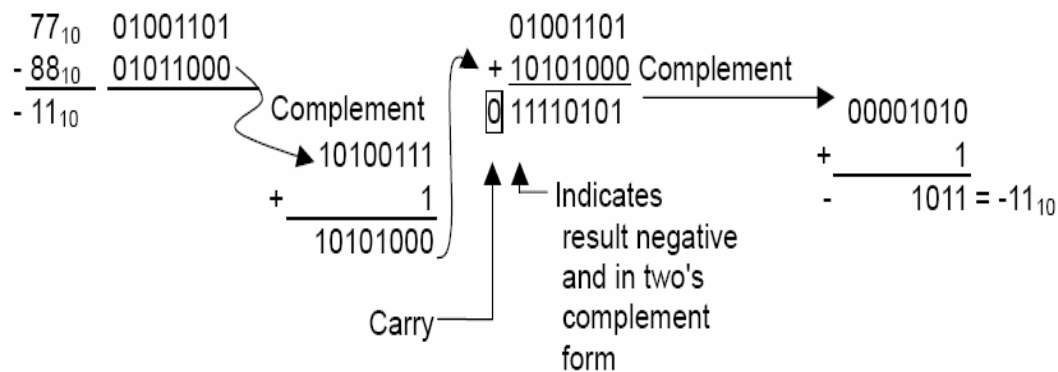 77₁₀ 01001101
- 88₁₀ 01011000
- 11₁₀
Complement
10100111
+ 1
10101000
01001101
+ 10101000 Complement
0 11110101
00001010
+ 1
- 1011 = -11₁₀
Indicates
result negative
and in two's
complement
form
Carry